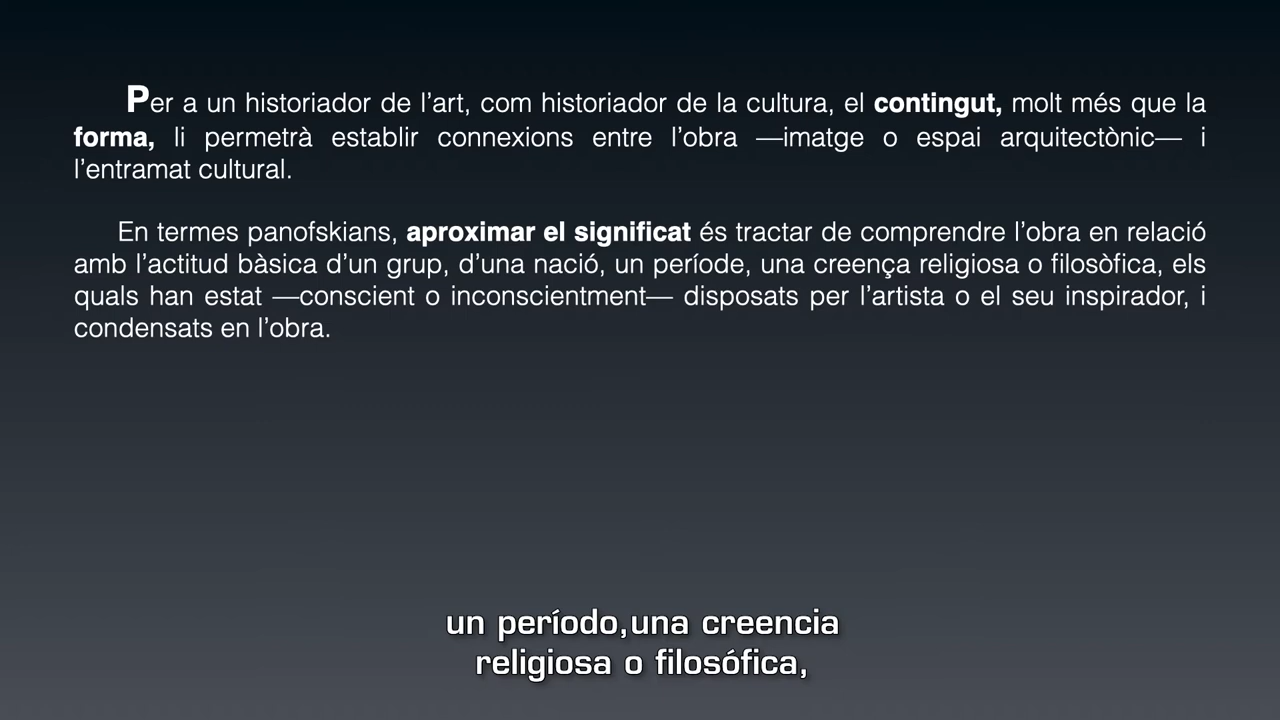 Per a un historiador de l’art, com historiador de la cultura, el contingut, molt més que la
forma, li permetrà establir connexions entre l’obra —imatge o espai arquitectònic— i
l’entramat cultural.
En termes panofskians, aproximar el significat és tractar de comprendre l’obra en relació
amb l’actitud bàsica d’un grup, d’una nació, un període, una creença religiosa o filosòfica, els
quals han estat —conscient o inconscientment— disposats per l’artista o el seu inspirador, i
condensats en l’obra.
un período,una creencia
religiosa o filosófica,